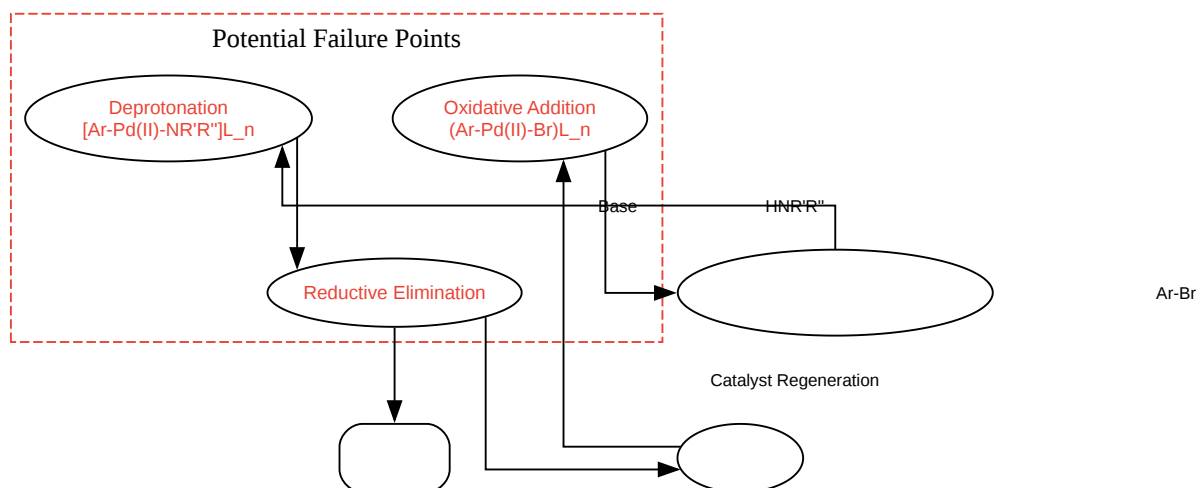 Potential Failure Points
Deprotonation
[Ar-Pd(II)-NR'R"]L_n
Oxidative Addition
(Ar-Pd(II)-Br)L_n
Base
HNR'R"
Reductive Elimination
Ar-Br
Catalyst Regeneration